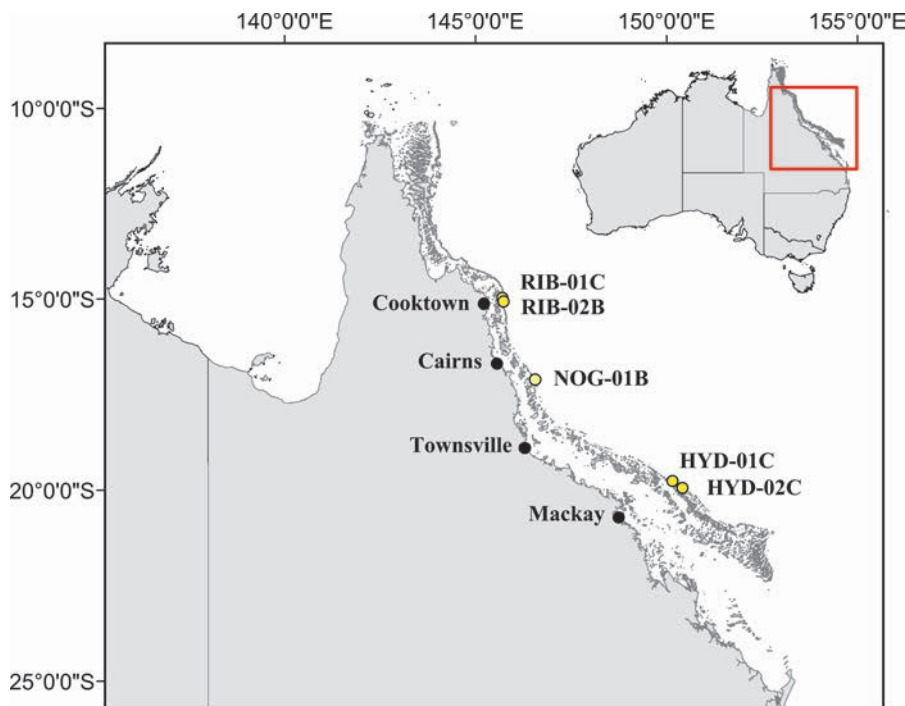 140°0'0"E
145°0'0"E
150°0'0"E
155°0'0"E
10°0'0"S
15°0'0"S
20°0'0"S
25°0'0"S
RIB-01C
Cooktown
RIB-02B
Cairns
NOG-01B
Townsville
HYD-01C
HYD-02C
Mackay